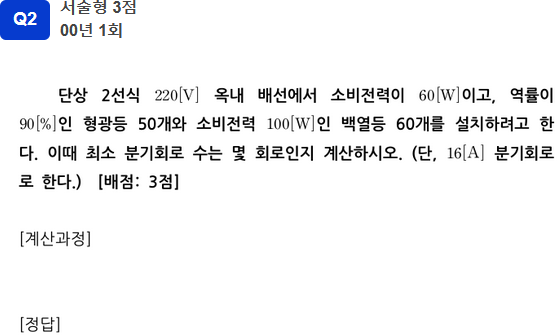 Q2
서술형 3점
00년 1회
단상 2선식 220[V] 옥내 배선에서 소비전력이 60[W]이고, 역률이
90[%]인 형광등 50개와 소비전력 100[W]인 백열등 60개를 설치하려고 한
다. 이때 최소 분기회로 수는 몇 회로인지 계산하시오. (단, 16[A] 분기회로
로 한다.) [배점: 3점]
[계산과정]
[정답]